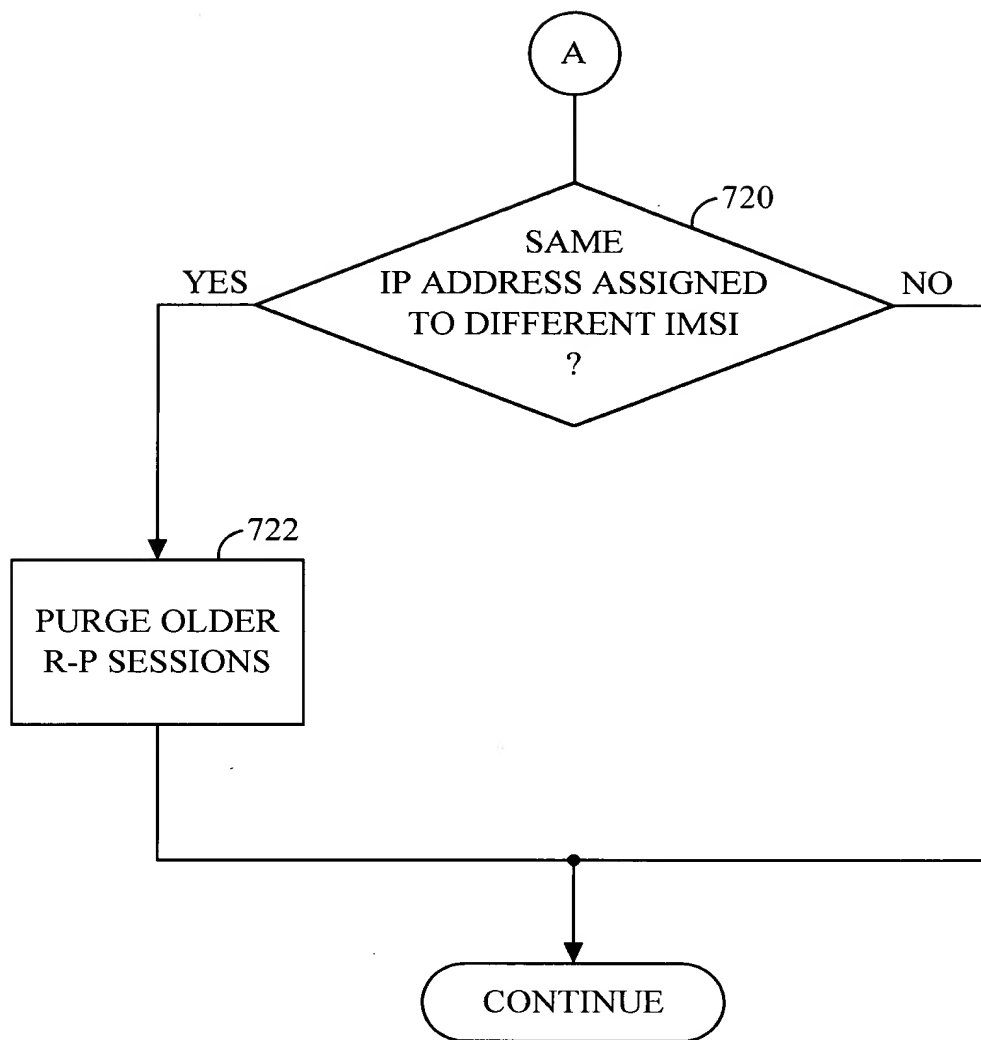 A
720
SAME
IP ADDRESS ASSIGNED
TO DIFFERENT IMSI
?
YES
NO
722
PURGE OLDER
R-P SESSIONS
CONTINUE